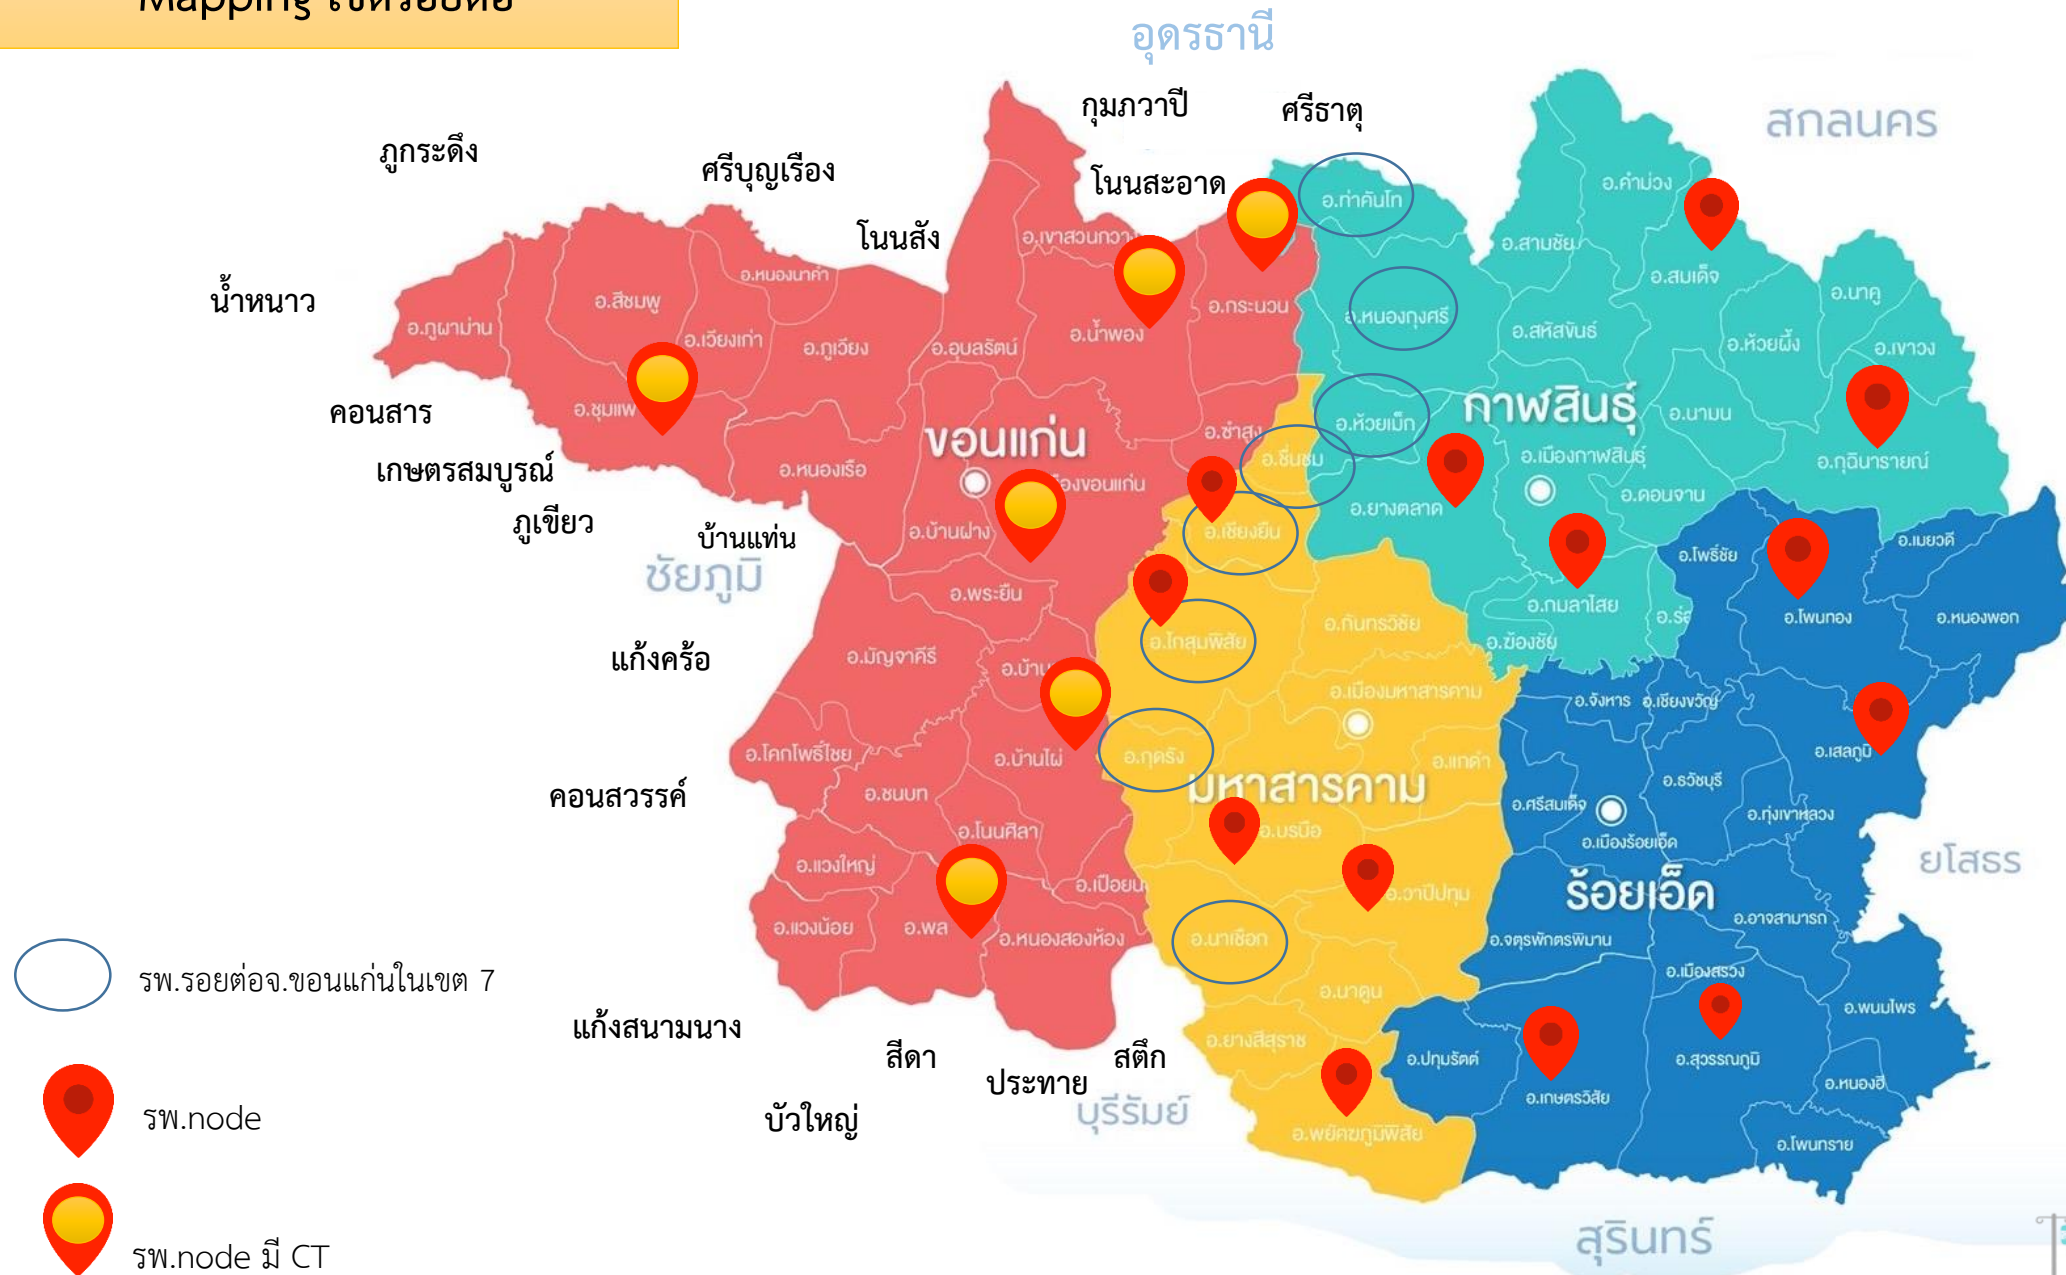 Mapping เขตรอยต่อ
อุดรธานี
กุมภวาปี
ศรีธาตุ
สกลนคร
ภูกระดึง
ศรีบุญเรือง
โนนสะอาด
อ.ท่าคันโท
อ.คำม่วง
โนนสัง
อ.เขาสวนกวาง
อ.สามชัย
อ.สมเด็จ
น้ำหนาว
อ.หนองนาคำ
อ.สีชมพู
อ.ภูผาม่าน
อ.เวียงเก่า
อ.ภูเวียง
อ.อุบลรัตน์
อ.น้ำพอง
อ.กระนวน
อ.หนองกุงศรี
อ.สหัสขันธ์
อ.ห้วยผึ้ง
อ.นาคู
อ.เขาวง
คอนสาร
อ.ชุมแพ
ขอนแก่น
อ.ซำสูง
อ.ห้วยเม็ก
กาฬสินธุ์
อ.นามน
เกษตรสมบูรณ์
อ.หนองเรือ
องขอนแก่น
อ.ชื่นชม
อ.เมืองกาฬสินธุ์
อ.กุฉินารายณ์
ภูเขียว
บ้านแท่น
อ.บ้านฝาง
อ.เชียงยืน
อ.ยางตลาด
อ.ดอนจาน
ชัยภูมิ
อ.พระยืน
อ.โพธิ์ชัย
อ.เมยวดี
อ.กมลาไสย
อ.โพนทอง
อ.หนองพอก
แก้งคร้อ
อ.มัญจาคีรี
อ.บ้าน
อ.โกสุมพิสัย
อ.กันทรวิชัย
อ.ฆ้องชัย
อ.เมืองมหาสารคาม
อ.จังหาร
อ.เชียงขวัญ
อ.โคกโพธิ์ไชย
อ.บ้านไผ่
อ.กุดรัง
อ.แกดำ
อ.เสลภูมิ
คอนสวรรค์
อ.ชนบท
มหาสารคาม
อ.ศรีสมเด็จ
อ.ธวัชบุรี
อ.ทุ่งเขาหลวง
อ.โนนศิลา
อ.บรบือ
อ.เมืองร้อยเอ็ด
ยโสธร
อ.แวงใหญ่
อ.เปือยน
อ.วาปีปทุม
ร้อยเอ็ด
อ.แวงน้อย
อ.พล
อ.หนองสองห้อง
อ.นาเชือก
อ.จตุรพักตรพิมาน
อ.อาจสามารถ
รพ.รอยต่อจ.ขอนแก่นในเขต 7
อ.นาดูน
อ.เมืองสรวง
อ.พนมไพร
แก้งสนามนาง
สีดา
ประทาย
สตึก
อ.ยางสีสุราช
อ.ปทุมรัตต์
อ.สุวรรณภูมิ
อ.หนองฮี
รพ.node
บัวใหญ่
บุรีรัมย์
อ.พยัคฆภูมิพิสัย
อ.เกษตรวิสัย
อ.โพนทราย
รพ.node มี CT
สุรินทร์